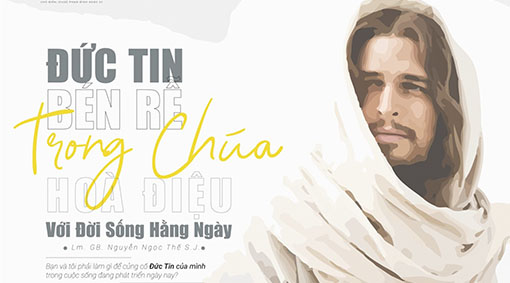 ĐỨC TIN
BÉN RỄ
Trong Chúa
HOÀ ĐIỆU
Với Đời Sống Hằng Ngày
Lm. GB. Nguyễn Ngọc Thế S.J.
Bạn và tôi phải làm gì để củng cố Đức Tin của mình
trong cuộc sống đang phát triển ngày nay?